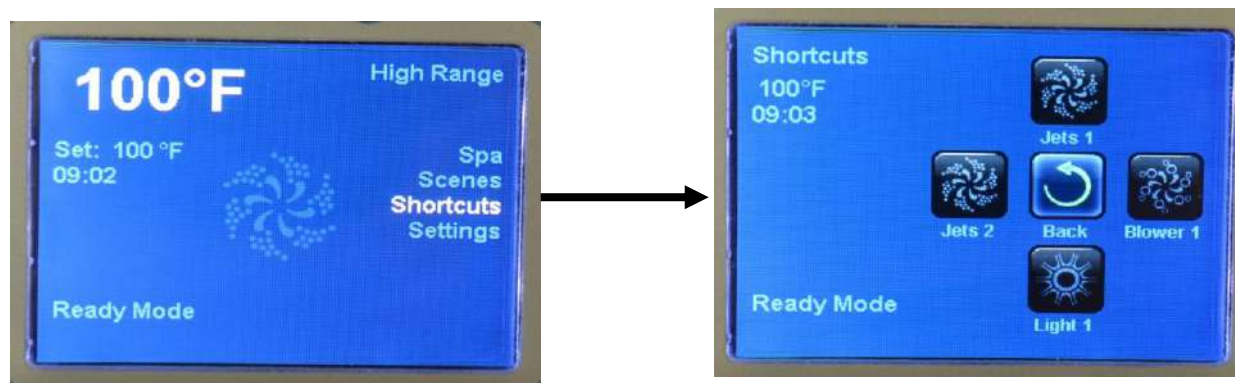 100°F
High Range
Set: 100 °F
09:02
Spa
Scenes
Shortcuts
Settings
Ready Mode
Shortcuts
100°F
09:03
Jets 1
Jets 2
Back
Blower 1
Light 1
Ready Mode